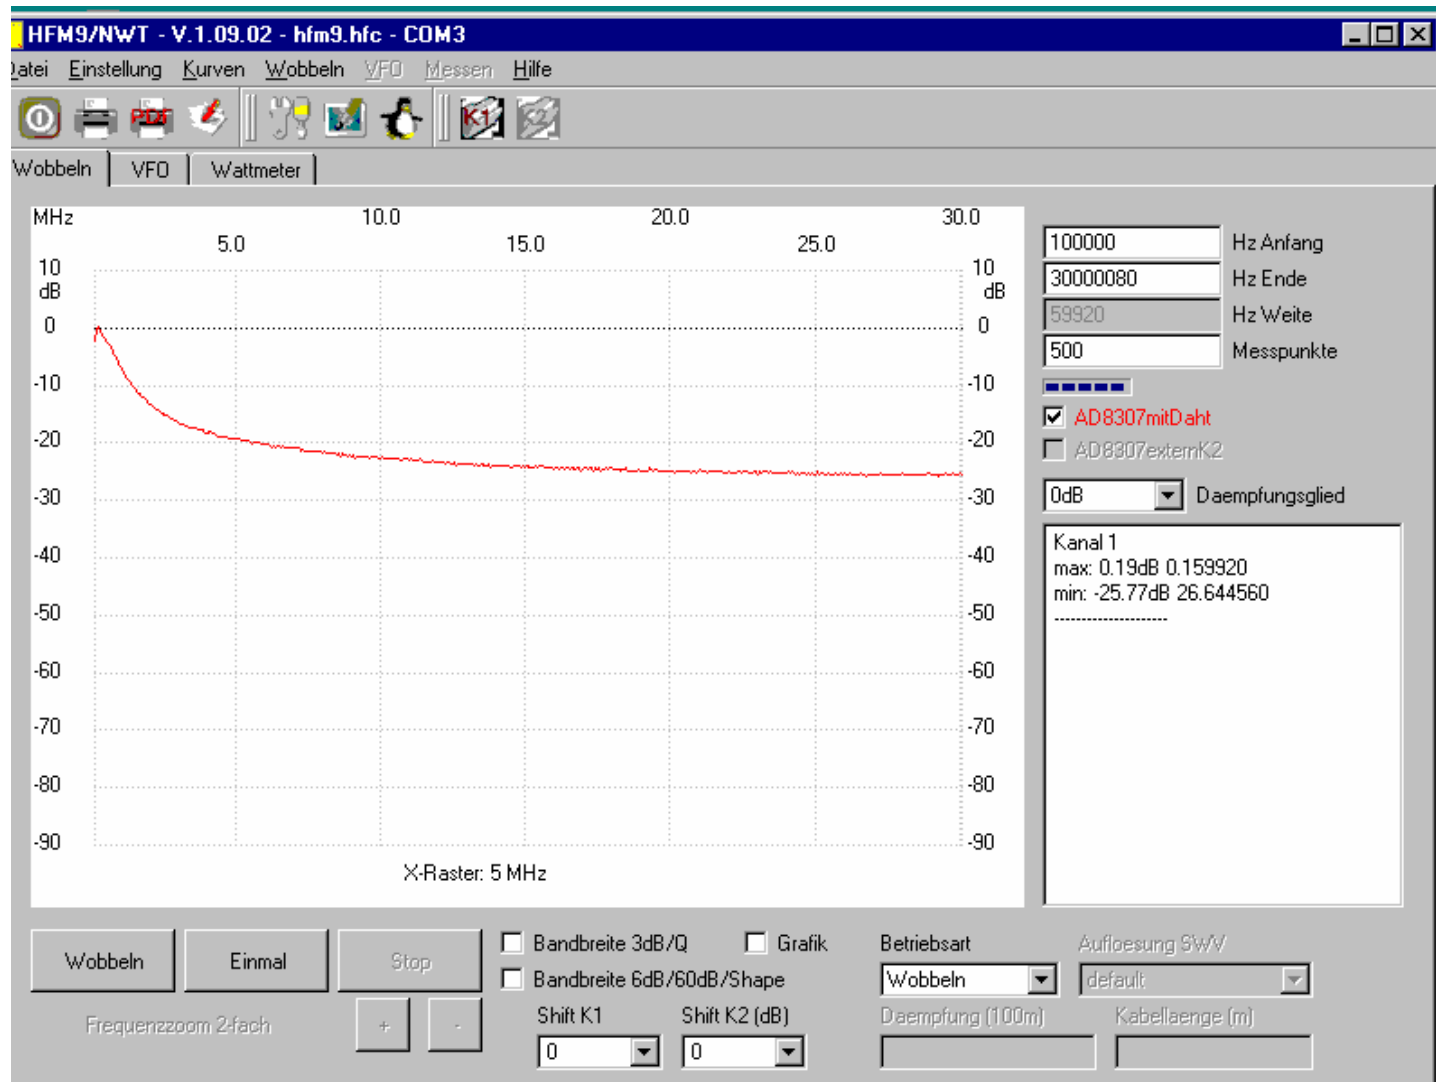 HFM9/NWT - V.1.09.02 - hfm9.hfc - COM3
Datei Einstellung Kurven Wobbeln VFO Messen Hilfe
PDF K1 K2
Wobbeln VFO Wattmeter
MHz 10.0 20.0 30.0
5.0 15.0 25.0
10 10
dB dB
0 0
-10 -10
-20 -20
-30 -30
-40 -40
-50 -50
-60 -60
-70 -70
-80 -80
-90 -90
X-Raster: 5 MHz
100000 Hz Anfang
30000080 Hz Ende
59920 Hz Weite
500 Messpunkte
AD8307mitDaht
AD8307externK2
0dB Daempfungsglied
Kanal 1
max: 0.19dB 0.159920
min: -25.77dB 26.644560
---------------------
Wobbeln Einmal Stop
Frequenzzoom 2-fach + -
Bandbreite 3dB/Q Grafik
Bandbreite 6dB/60dB/Shape
Shift K1 Shift K2 (dB)
0 0
Betriebsart Aufloesung SWV
Wobbeln default
Daempfung (100m) Kabellaenge (m)